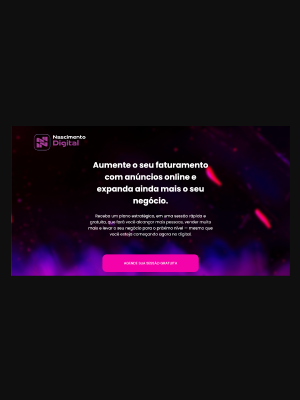 Nascimento
Digital
Aumente o seu faturamento
com anúncios online e
expanda ainda mais o seu
negócio.
Receba um plano estratégico, em uma sessão rápida e
gratuita, que fará você alcançar mais pessoas, vender muito
mais e levar o seu negócio para o próximo nível — mesmo que
você esteja começando agora no digital.
AGENDE SUA SESSÃO GRATUITA